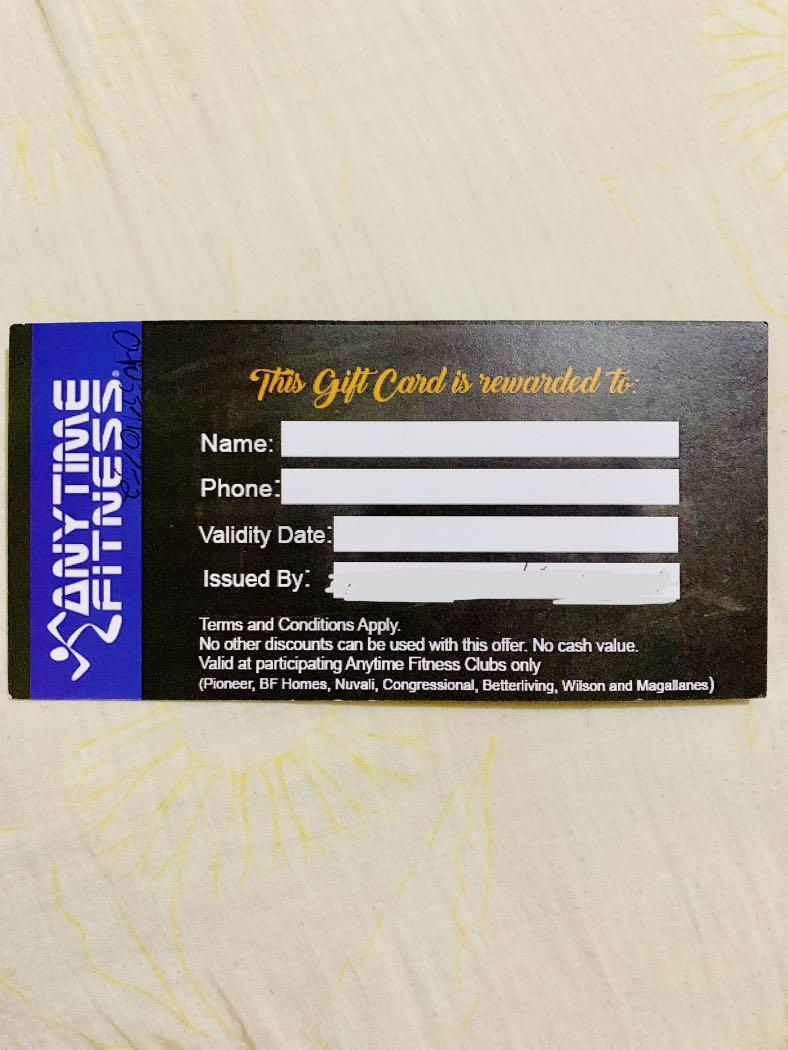 ANYTIME
FITNESS®
This Gift Card is rewarded to:
Name:
Phone:
Validity Date:
Issued By:
Terms and Conditions Apply.
No other discounts can be used with this offer. No cash value.
Valid at participating Anytime Fitness Clubs only
(Pioneer, BF Homes, Nuvali, Congressional, Betterliving, Wilson and Magallanes)